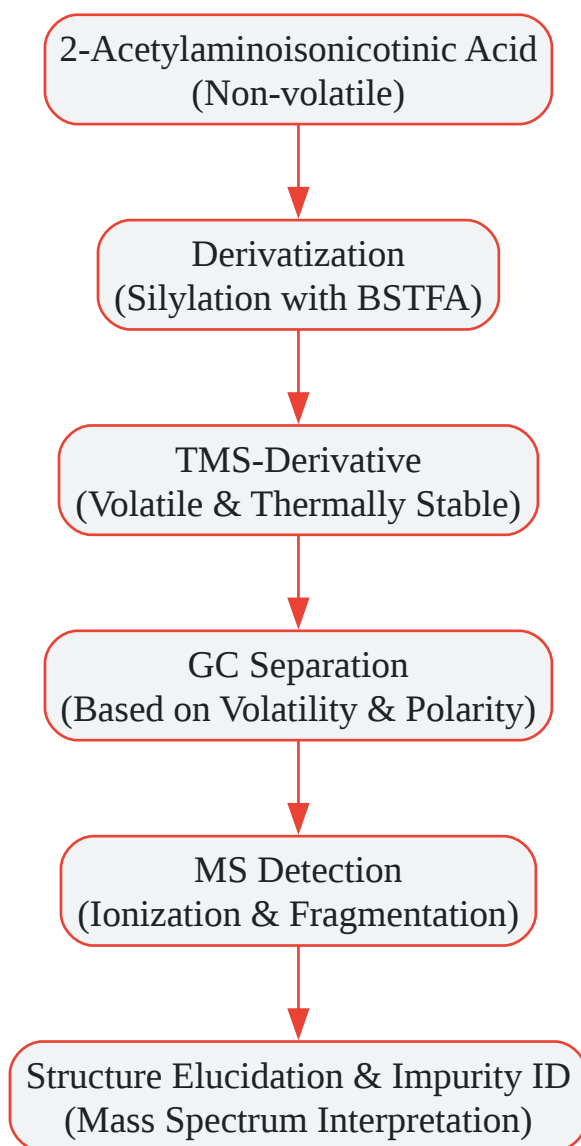 2-Acetylaminoisonicotinic Acid
(Non-volatile)
Derivatization
(Silylation with BSTFA)
TMS-Derivative
(Volatile & Thermally Stable)
GC Separation
(Based on Volatility & Polarity)
MS Detection
(Ionization & Fragmentation)
Structure Elucidation & Impurity ID
(Mass Spectrum Interpretation)